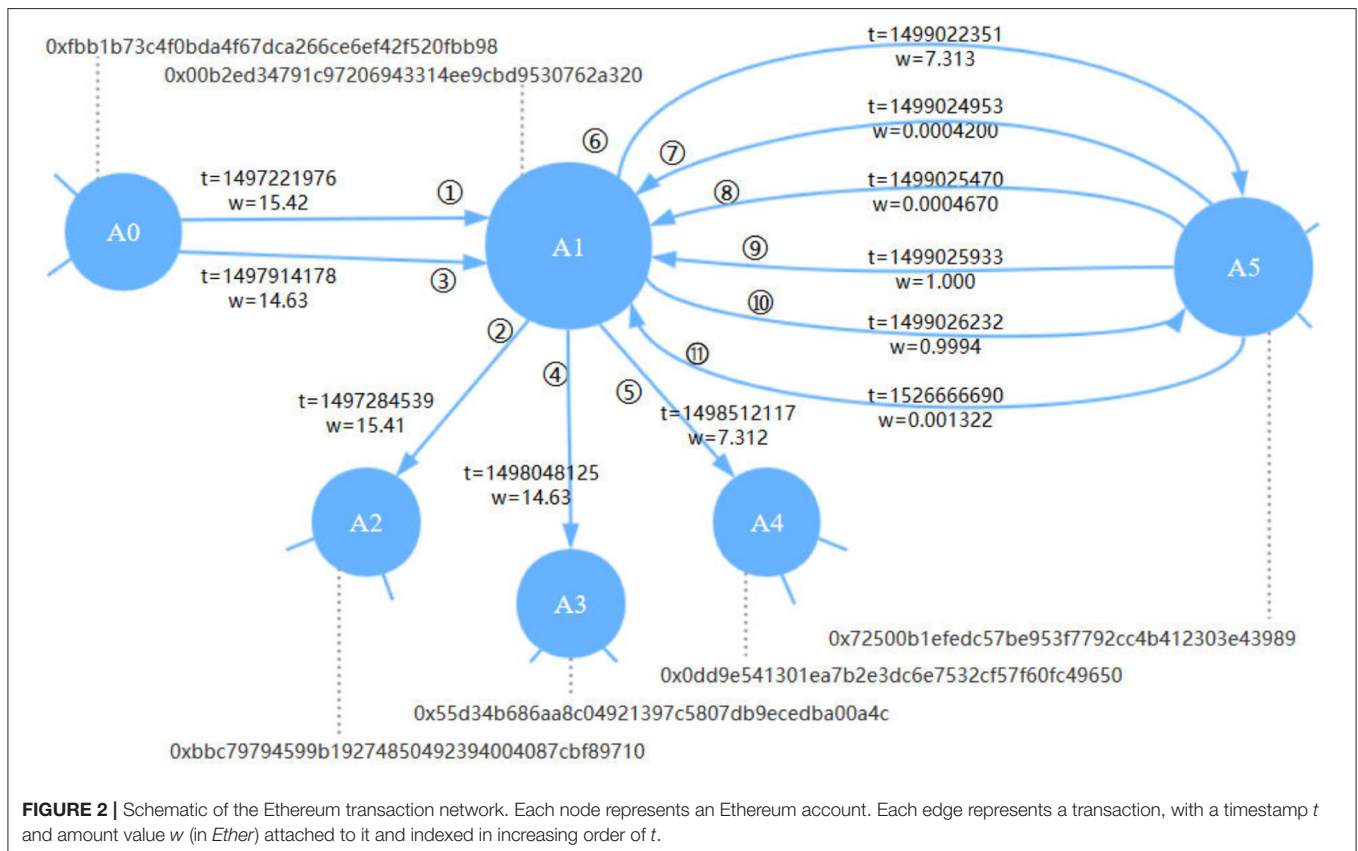 0xfbb1b73c4f0bda4f67dca266ce6ef42f520fbb98
0x00b2ed34791c97206943314ee9cbd9530762a320
t=1499022351
w=7.313
t=1499024953
w=0.0004200
⑥
⑦
t=1497221976
w=15.42
①
⑧
t=1499025470
w=0.0004670
A0
A1
⑨
t=1499025933
w=1.000
A5
t=1497914178
w=14.63
③
⑩
t=1499026232
w=0.9994
②
④
⑤
⑪
t=1526666690
w=0.001322
t=1497284539
w=15.41
t=1498512117
w=7.312
t=1498048125
w=14.63
A2
A4
A3
0x72500b1efedc57be953f7792cc4b412303e43989
0x0dd9e541301ea7b2e3dc6e7532cf57f60fc49650
0x55d34b686aa8c04921397c5807db9ecedba00a4c
0xbbc79794599b19274850492394004087cbf89710
FIGURE 2 | Schematic of the Ethereum transaction network. Each node represents an Ethereum account. Each edge represents a transaction, with a timestamp t
and amount value w (in Ether) attached to it and indexed in increasing order of t.